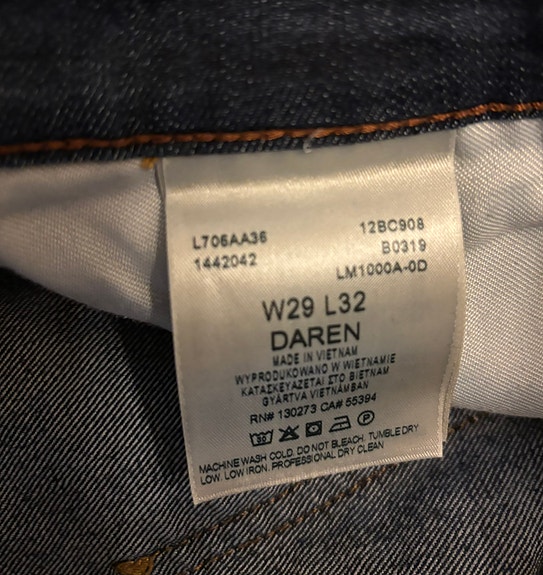 L706AA36 12BC908
1442042 B0319
LM1000A-0D
W29 L32
DAREN
MADE IN VIETNAM
WYPRODUKOWANO W WIETNAMIE
ΚΑΤΑΣΚΕΥΑΖΕΤΑΙ ΣΤΟ ΒΙΕΤΝΑΜ
GYÁRTVA VIETNÁMBAN
RN# 130273 CA# 55394
30 P
MACHINE WASH COLD. DO NOT BLEACH. TUMBLE DRY
LOW. LOW IRON. PROFESSIONAL DRY CLEAN